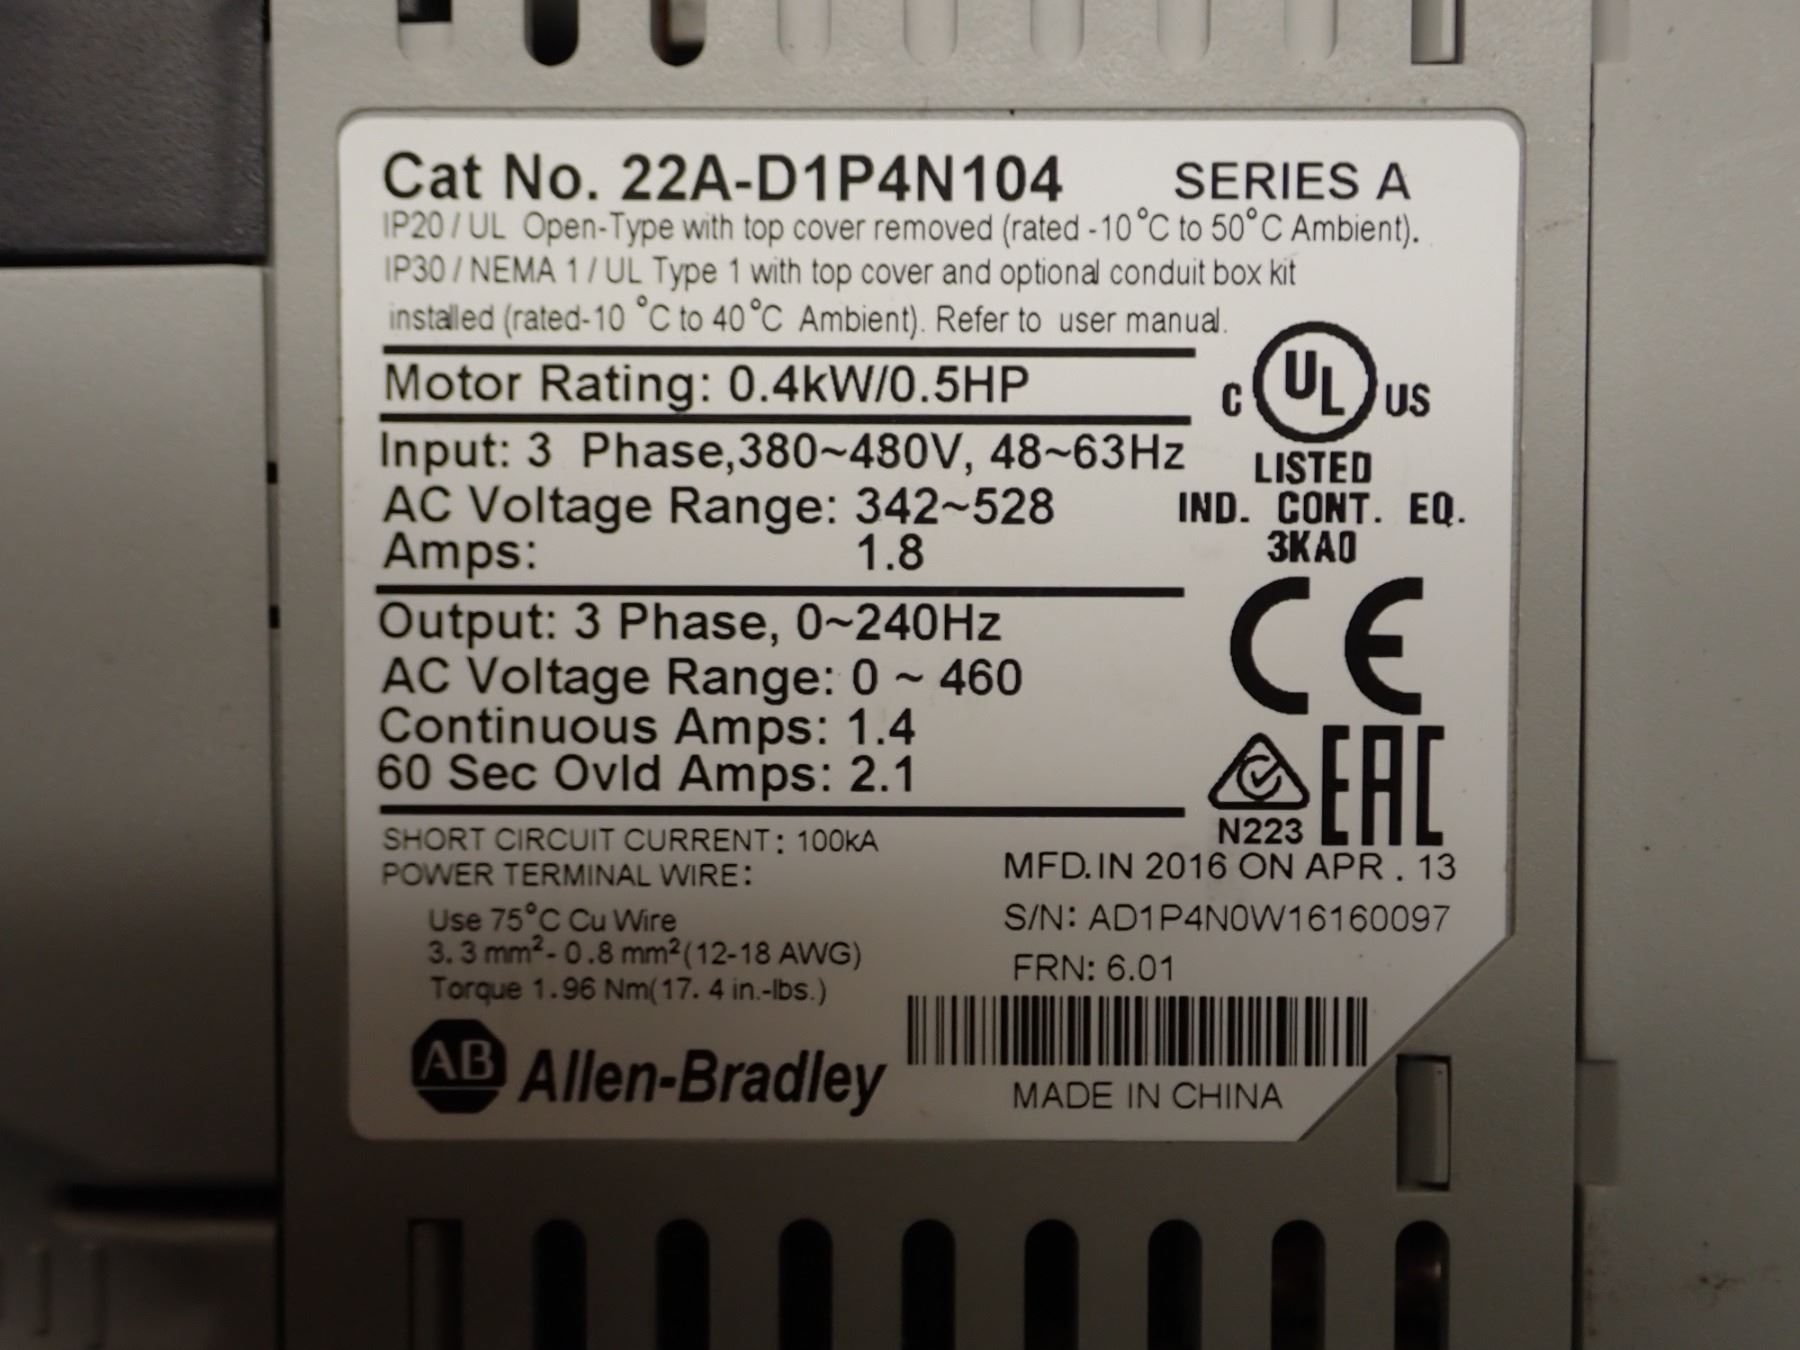 Cat No. 22A-D1P4N104 SERIES A
IP20 / UL Open-Type with top cover removed (rated -10°C to 50°C Ambient).
IP30 / NEMA 1 / UL Type 1 with top cover and optional conduit box kit
installed (rated-10 °C to 40°C Ambient). Refer to user manual.
Motor Rating: 0.4kW/0.5HP
C UL US
LISTED
IND. CONT. EQ.
3KA0
Input: 3 Phase,380~480V, 48~63Hz
AC Voltage Range: 342~528
Amps: 1.8
Output: 3 Phase, 0~240Hz
AC Voltage Range: 0 ~ 460
Continuous Amps: 1.4
60 Sec Ovld Amps: 2.1
CE
EAC
N223
SHORT CIRCUIT CURRENT: 100kA
POWER TERMINAL WIRE:
Use 75°C Cu Wire
3.3 mm²- 0.8 mm²(12-18 AWG)
Torque 1.96 Nm(17.4 in.-lbs.)
MFD.IN 2016 ON APR . 13
S/N: AD1P4N0W16160097
FRN: 6.01
AB Allen-Bradley
MADE IN CHINA